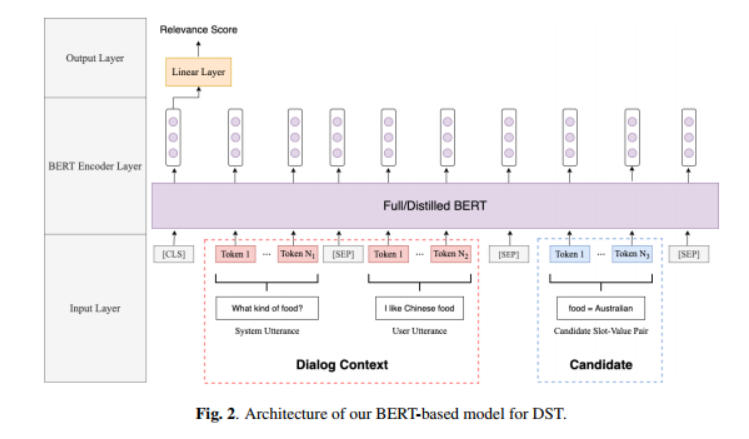 Relevance Score
Output Layer
Linear Layer
BERT Encoder Layer
Full/Distilled BERT
Input Layer
[CLS] Token 1 ... Token N1 [SEP] Token 1 ... Token N2 [SEP] Token 1 ... Token N3 [SEP]
What kind of food? I like Chinese food food = Australian
System Utterance User Utterance Candidate Slot-Value Pair
Dialog Context Candidate
Fig. 2. Architecture of our BERT-based model for DST.